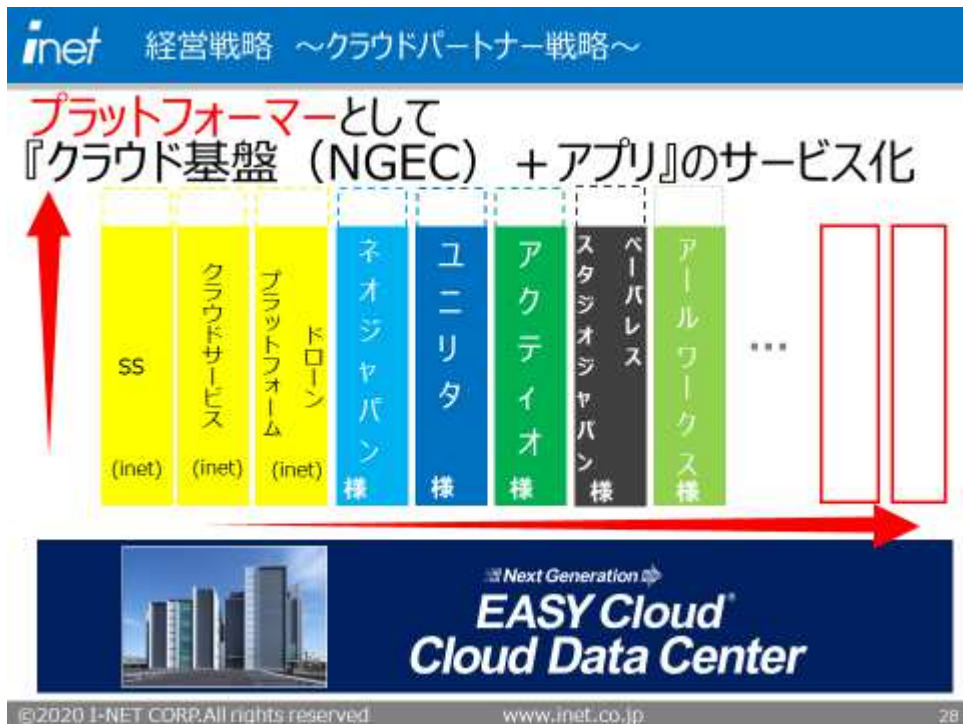 inet 経営戦略 ～クラウドパートナー戦略～
プラットフォーマーとして
『クラウド基盤（NGEC）＋アプリ』のサービス化
SS
(inet)
クラウドサービス
(inet)
ドローン
プラットフォーム
(inet)
ネオジャパン様
ユニリタ様
アクティオ様
ペーパレス
スタジオジャパン様
アールワークス様
...
Next Generation
EASY Cloud®
Cloud Data Center
©2020 I-NET CORP.All rights reserved
www.inet.co.jp
28